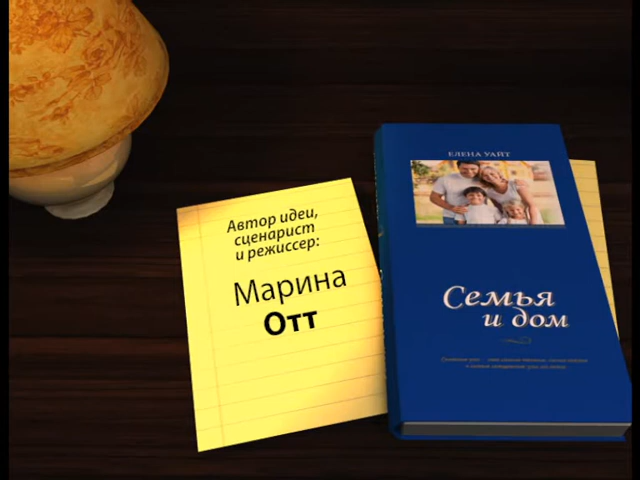 Автор идеи,
сценарист
и режиссер:
Марина
Отт
ЕЛЕНА УАЙТ
Семья
и дом